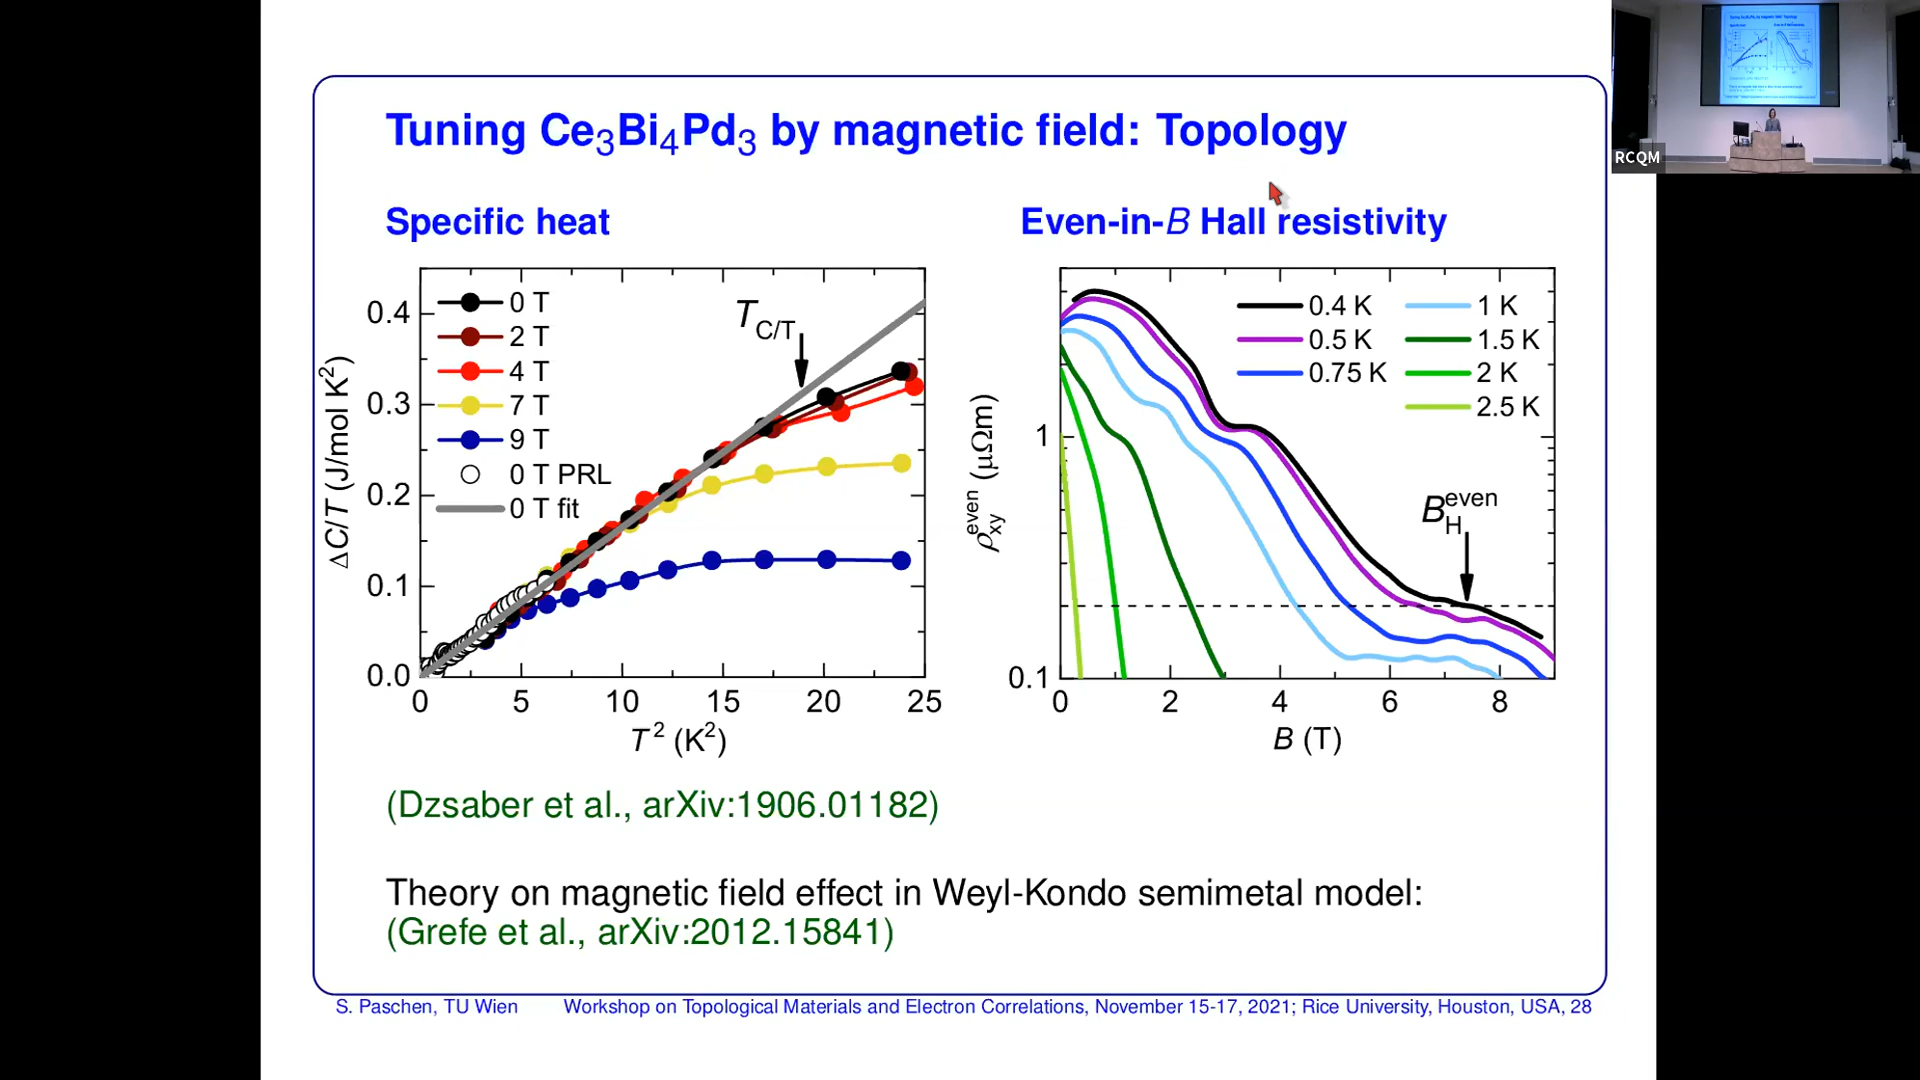 Tuning Ce3Bi4Pd3 by magnetic field: Topology
Specific heat
ΔC/T (J/mol K²)
0.4
0.3
0.2
0.1
0.0
0 T
2 T
4 T
7 T
9 T
0 T PRL
0 T fit
T C/T
0 5 10 15 20 25
T² (K²)
Even-in-B Hall resistivity
ρxy even (μΩm)
1
0.1
0.4 K
0.5 K
0.75 K
1 K
1.5 K
2 K
2.5 K
BH even
0 2 4 6 8
B (T)
(Dzsaber et al., arXiv:1906.01182)
Theory on magnetic field effect in Weyl-Kondo semimetal model:
(Grefe et al., arXiv:2012.15841)
S. Paschen, TU Wien Workshop on Topological Materials and Electron Correlations, November 15-17, 2021; Rice University, Houston, USA, 28
RCQM